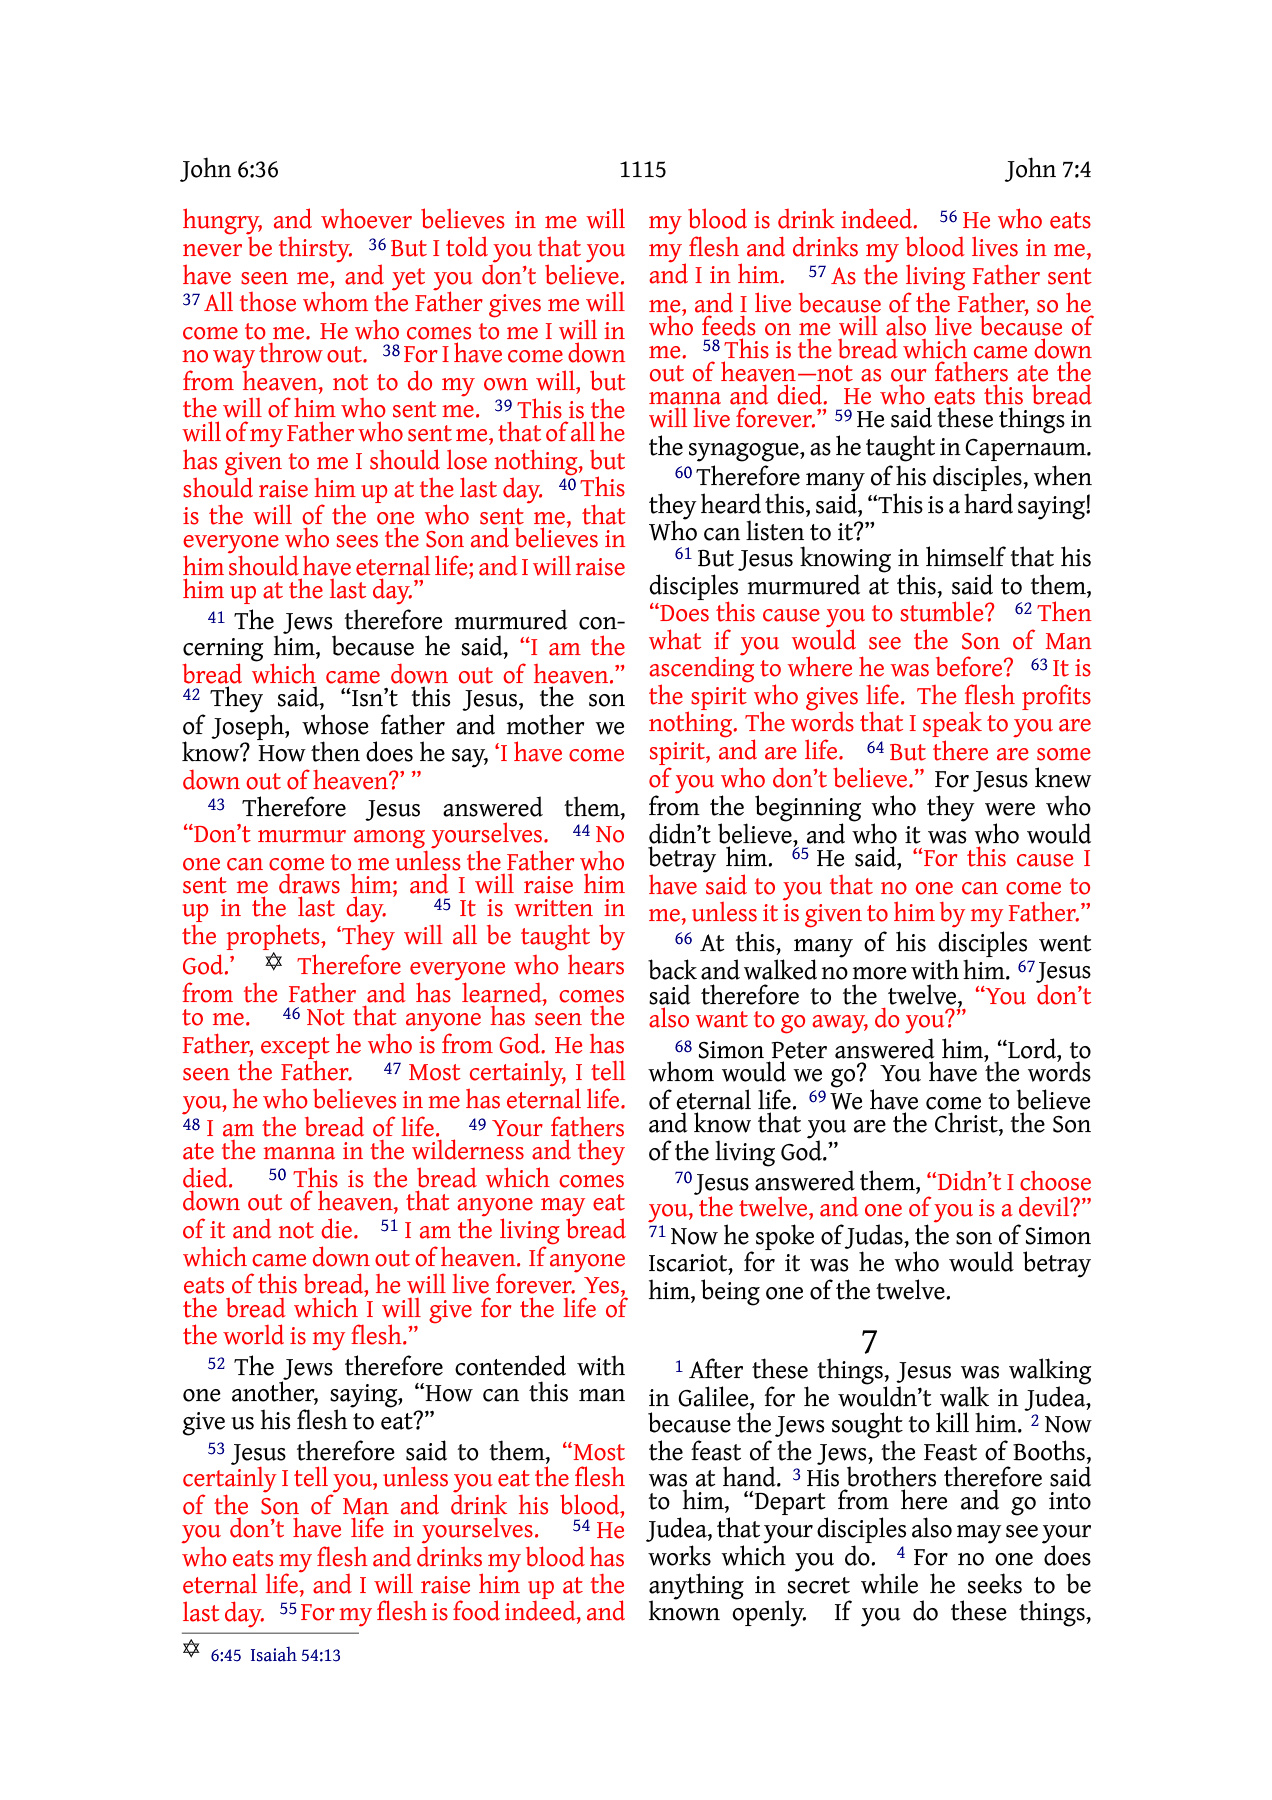 John 6:36
1115
John 7:4
hungry, and whoever believes in me will
never be thirsty. 36 But I told you that you
have seen me, and yet you don’t believe.
37 All those whom the Father gives me will
come to me. He who comes to me I will in
no way throw out. 38 For I have come down
from heaven, not to do my own will, but
the will of him who sent me. 39 This is the
will of my Father who sent me, that of all he
has given to me I should lose nothing, but
should raise him up at the last day. 40 This
is the will of the one who sent me, that
everyone who sees the Son and believes in
him should have eternal life; and I will raise
him up at the last day.”
41 The Jews therefore murmured con-
cerning him, because he said, “I am the
bread which came down out of heaven.”
42 They said, “Isn’t this Jesus, the son
of Joseph, whose father and mother we
know? How then does he say, ‘I have come
down out of heaven?’ ”
43 Therefore Jesus answered them,
“Don’t murmur among yourselves. 44 No
one can come to me unless the Father who
sent me draws him; and I will raise him
up in the last day. 45 It is written in
the prophets, ‘They will all be taught by
God.’ ✡ Therefore everyone who hears
from the Father and has learned, comes
to me. 46 Not that anyone has seen the
Father, except he who is from God. He has
seen the Father. 47 Most certainly, I tell
you, he who believes in me has eternal life.
48 I am the bread of life. 49 Your fathers
ate the manna in the wilderness and they
died. 50 This is the bread which comes
down out of heaven, that anyone may eat
of it and not die. 51 I am the living bread
which came down out of heaven. If anyone
eats of this bread, he will live forever. Yes,
the bread which I will give for the life of
the world is my flesh.”
52 The Jews therefore contended with
one another, saying, “How can this man
give us his flesh to eat?”
53 Jesus therefore said to them, “Most
certainly I tell you, unless you eat the flesh
of the Son of Man and drink his blood,
you don’t have life in yourselves. 54 He
who eats my flesh and drinks my blood has
eternal life, and I will raise him up at the
last day. 55 For my flesh is food indeed, and
✡ 6:45 Isaiah 54:13
my blood is drink indeed. 56 He who eats
my flesh and drinks my blood lives in me,
and I in him. 57 As the living Father sent
me, and I live because of the Father, so he
who feeds on me will also live because of
me. 58 This is the bread which came down
out of heaven—not as our fathers ate the
manna and died. He who eats this bread
will live forever.” 59 He said these things in
the synagogue, as he taught in Capernaum.
60 Therefore many of his disciples, when
they heard this, said, “This is a hard saying!
Who can listen to it?”
61 But Jesus knowing in himself that his
disciples murmured at this, said to them,
“Does this cause you to stumble? 62 Then
what if you would see the Son of Man
ascending to where he was before? 63 It is
the spirit who gives life. The flesh profits
nothing. The words that I speak to you are
spirit, and are life. 64 But there are some
of you who don’t believe.” For Jesus knew
from the beginning who they were who
didn’t believe, and who it was who would
betray him. 65 He said, “For this cause I
have said to you that no one can come to
me, unless it is given to him by my Father.”
66 At this, many of his disciples went
back and walked no more with him. 67 Jesus
said therefore to the twelve, “You don’t
also want to go away, do you?”
68 Simon Peter answered him, “Lord, to
whom would we go? You have the words
of eternal life. 69 We have come to believe
and know that you are the Christ, the Son
of the living God.”
70 Jesus answered them, “Didn’t I choose
you, the twelve, and one of you is a devil?”
71 Now he spoke of Judas, the son of Simon
Iscariot, for it was he who would betray
him, being one of the twelve.
7
1 After these things, Jesus was walking
in Galilee, for he wouldn’t walk in Judea,
because the Jews sought to kill him. 2 Now
the feast of the Jews, the Feast of Booths,
was at hand. 3 His brothers therefore said
to him, “Depart from here and go into
Judea, that your disciples also may see your
works which you do. 4 For no one does
anything in secret while he seeks to be
known openly. If you do these things,